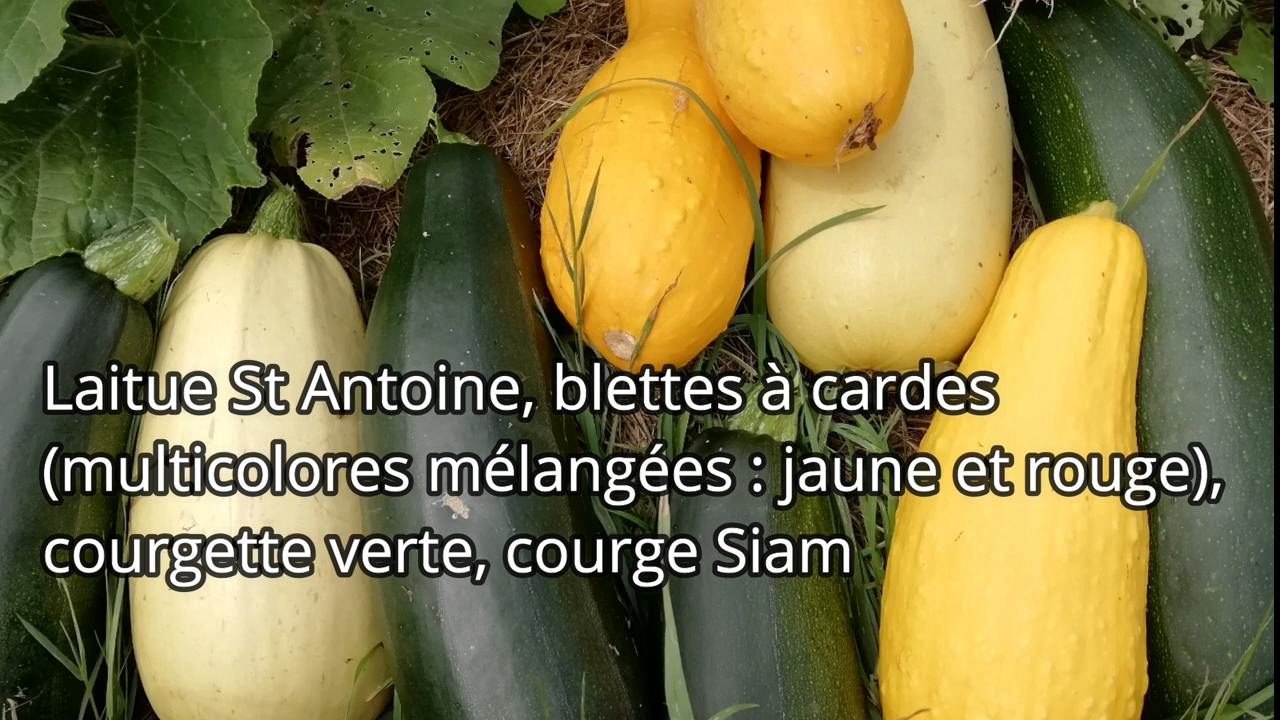 Laitue St Antoine, blettes à cardes
(multicolores mélangées : jaune et rouge),
courgette verte, courge Siam